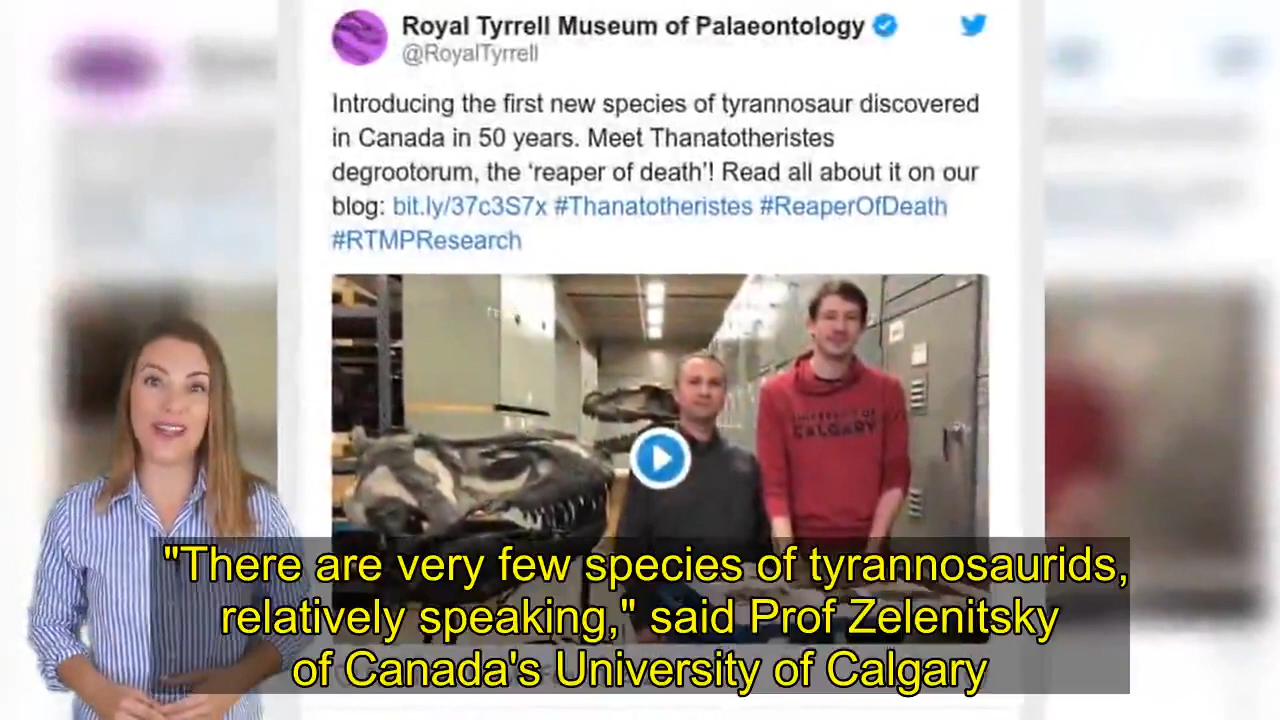 Royal Tyrrell Museum of Palaeontology
@RoyalTyrrell
Introducing the first new species of tyrannosaur discovered
in Canada in 50 years. Meet Thanatotheristes
degrootorum, the ‘reaper of death’! Read all about it on our
blog: bit.ly/37c3S7x #Thanatotheristes #ReaperOfDeath
#RTMPResearch
UNIVERSITY OF
CALGARY
"There are very few species of tyrannosaurids,
relatively speaking," said Prof Zelenitsky
of Canada's University of Calgary